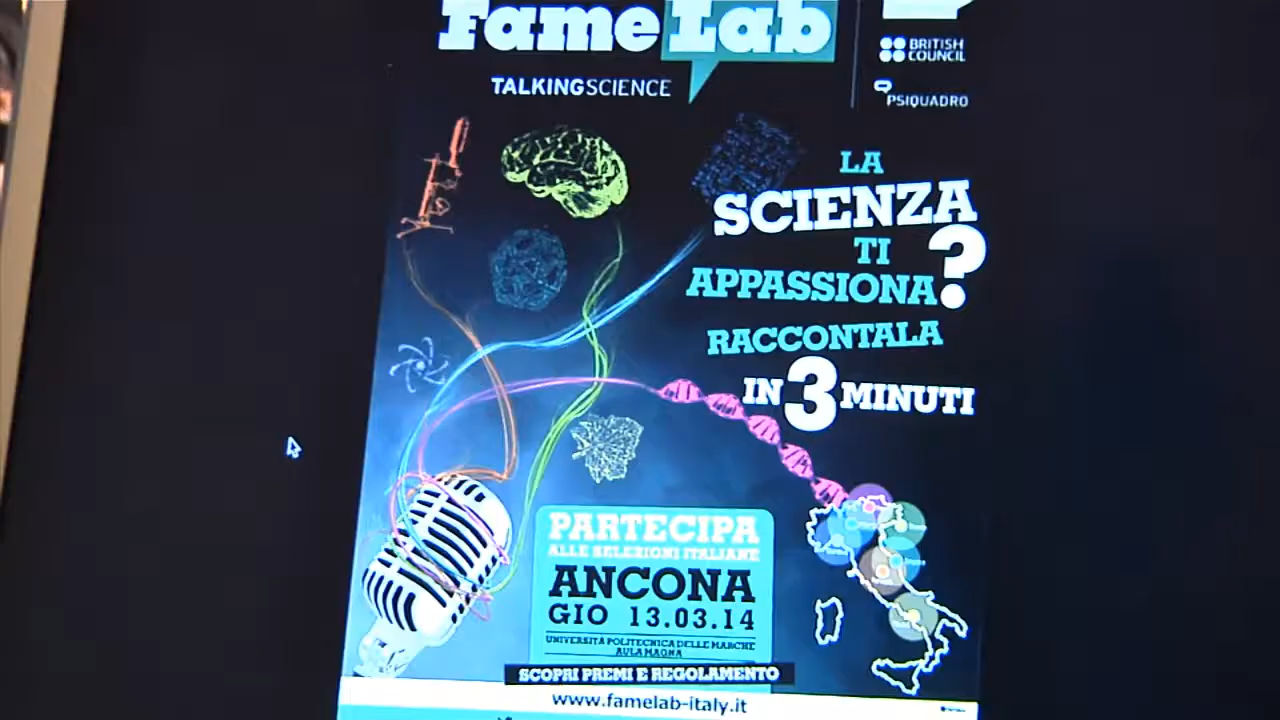 FameLab
TALKINGSCIENCE
BRITISH
COUNCIL
PSIQUADRO
LA
SCIENZA
TI
APPASSIONA?
RACCONTALA
IN 3 MINUTI
PARTECIPA
ALLE SELEZIONI ITALIANE
ANCONA
GIO 13.03.14
UNIVERSITÀ POLITECNICA DELLE MARCHE
AULA MAGNA
SCOPRI PREMI E REGOLAMENTO
www.famelab-italy.it